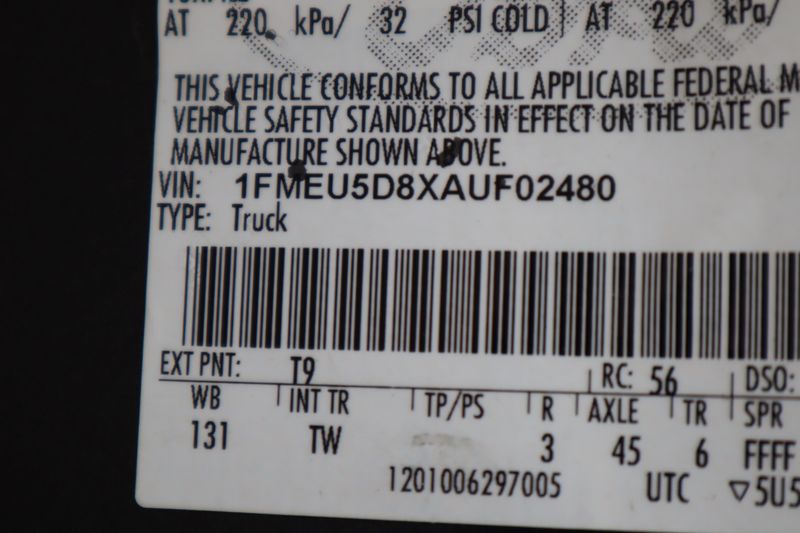 AT 220 kPa/ 32 PSI COLD AT 220 kPa/
THIS VEHICLE CONFORMS TO ALL APPLICABLE FEDERAL M
VEHICLE SAFETY STANDARDS IN EFFECT ON THE DATE OF
MANUFACTURE SHOWN ABOVE.
VIN: 1FMEU5D8XAUF02480
TYPE: Truck
EXT PNT: T9 RC: 56 DSO:
WB INT TR TP/PS R AXLE TR SPR
131 TW 3 45 6 FFFF
1201006297005 UTC ▽5U5